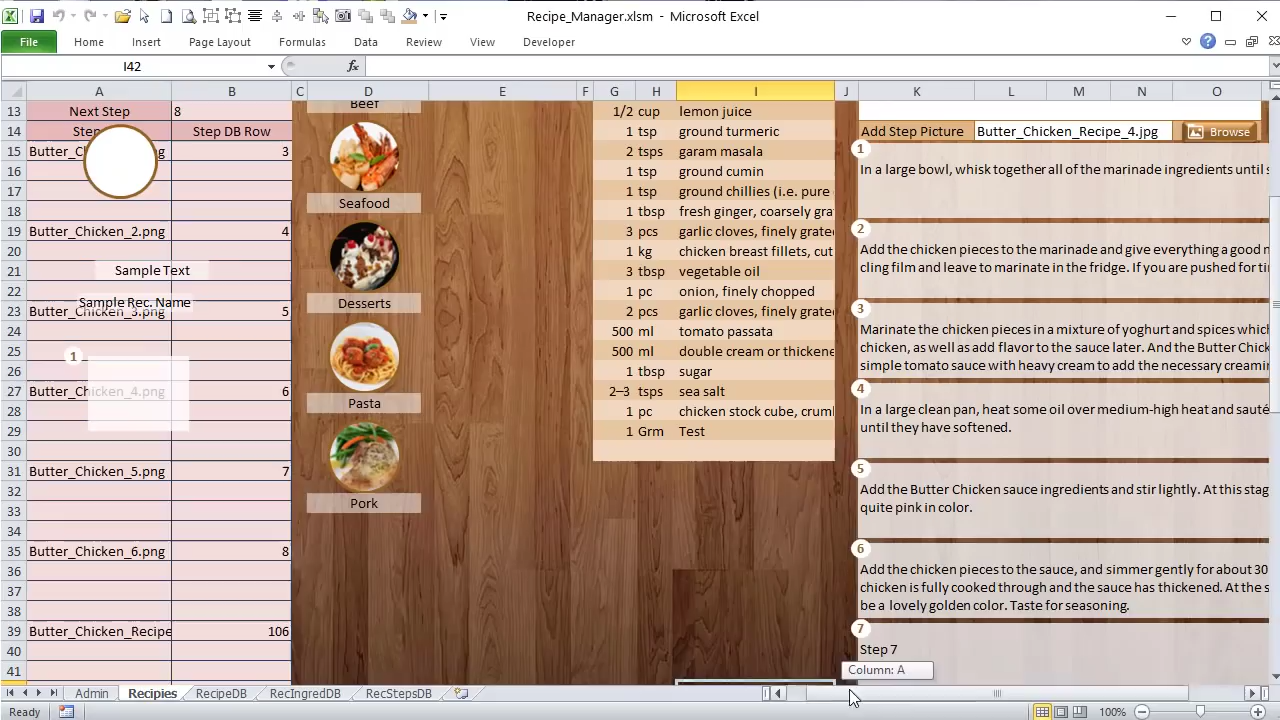 Recipe_Manager.xlsm - Microsoft Excel
File Home Insert Page Layout Formulas Data Review View Developer
I42 fx
A B C D E F G H I J K L M N O
13 Next Step 8
14 Step DB Row
15 3
16
17
18
19 Butter_Chicken_2.png 4
20
21
22
23 Butter_Chicken_3.png 5
24
25
26
27 Butter_Chicken_4.png 6
28
29
30
31 Butter_Chicken_5.png 7
32
33
34
35 Butter_Chicken_6.png 8
36
37
38
39 Butter_Chicken_Recipe 106
40
41
Sample Text
Sample Rec. Name
1
Beef
Seafood
Desserts
Pasta
Pork
1/2 cup lemon juice
1 tsp ground turmeric
2 tsps garam masala
1 tsp ground cumin
1 tsp ground chillies (i.e. pure
1 tbsp fresh ginger, coarsely gra
3 pcs garlic cloves, finely grated
1 kg chicken breast fillets, cut
3 tbsp vegetable oil
1 pc onion, finely chopped
2 pcs garlic cloves, finely grated
500 ml tomato passata
500 ml double cream or thickene
1 tbsp sugar
2–3 tsps sea salt
1 pc chicken stock cube, crum
1 Grm Test
Add Step Picture Butter_Chicken_Recipe_4.jpg Browse
1
In a large bowl, whisk together all of the marinade ingredients until s
2
Add the chicken pieces to the marinade and give everything a good m
cling film and leave to marinate in the fridge. If you are pushed for ti
3
Marinate the chicken pieces in a mixture of yoghurt and spices which
chicken, as well as add flavor to the sauce later. And the Butter Chick
simple tomato sauce with heavy cream to add the necessary creamin
4
In a large clean pan, heat some oil over medium-high heat and sauté
until they have softened.
5
Add the Butter Chicken sauce ingredients and stir lightly. At this stag
quite pink in color.
6
Add the chicken pieces to the sauce, and simmer gently for about 30
chicken is fully cooked through and the sauce has thickened. At the s
be a lovely golden color. Taste for seasoning.
7
Step 7
Column: A
Admin Recipies RecipeDB RecIngredDB RecStepsDB
Ready 100%